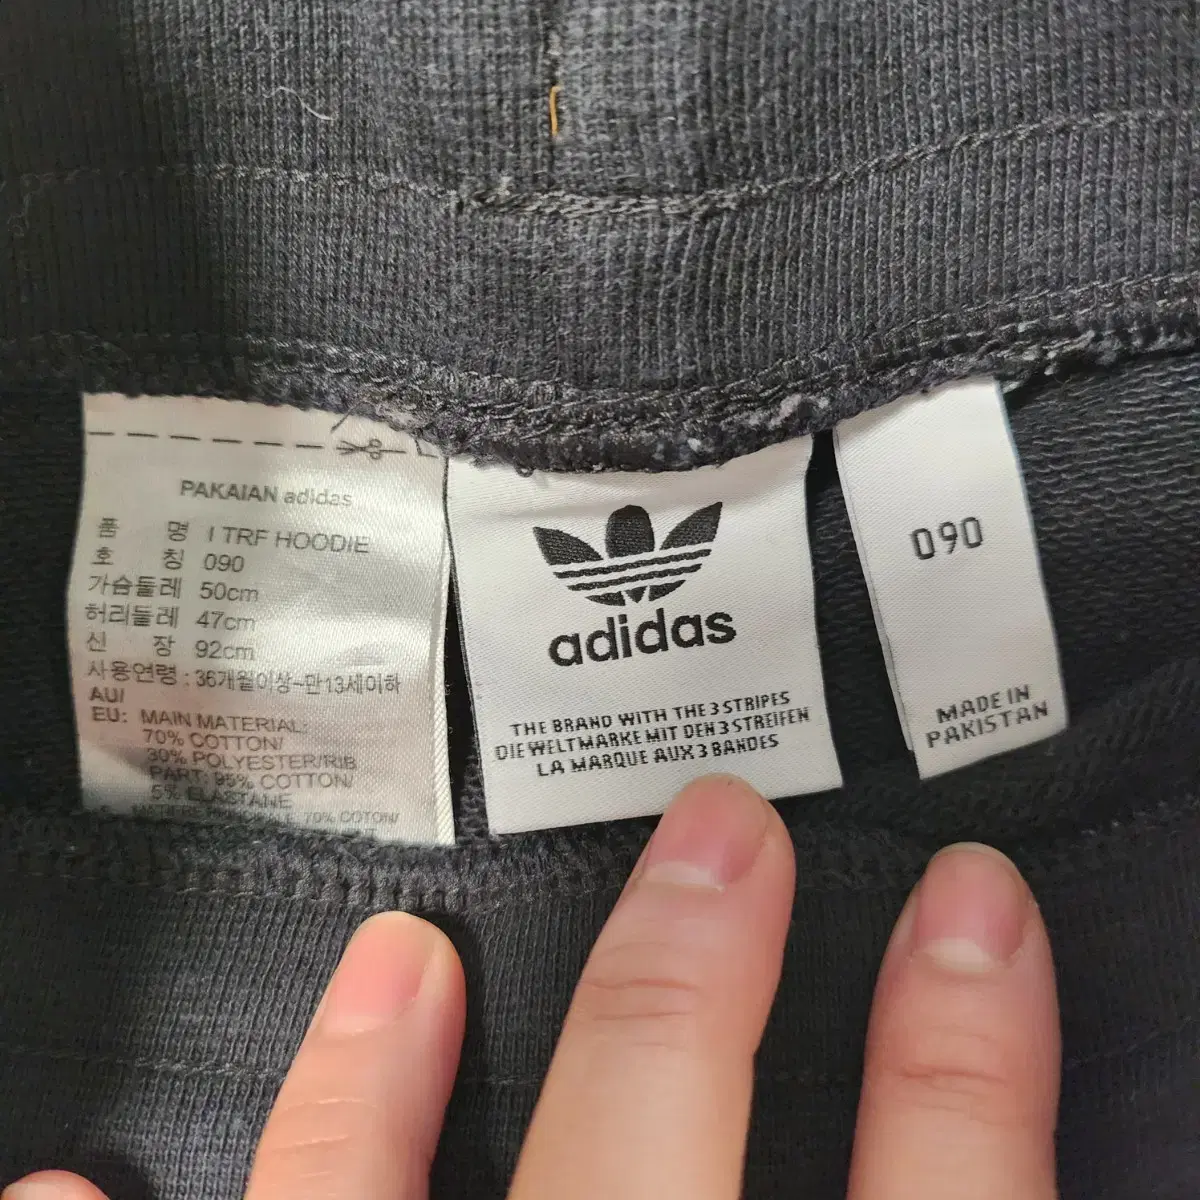 PAKAIAN adidas
품 명 I TRF HOODIE
호 칭 090
가슴둘레 50cm
허리둘레 47cm
신 장 92cm
사용연령 : 36개월이상~만13세이하
AU/
EU: MAIN MATERIAL:
70% COTTON/
30% POLYESTER/RIB
PART: 95% COTTON/
5% ELASTANE
70% COTON/
adidas
THE BRAND WITH THE 3 STRIPES
DIE WELTMARKE MIT DEN 3 STREIFEN
LA MARQUE AUX 3 BANDES
090
MADE IN
PAKISTAN